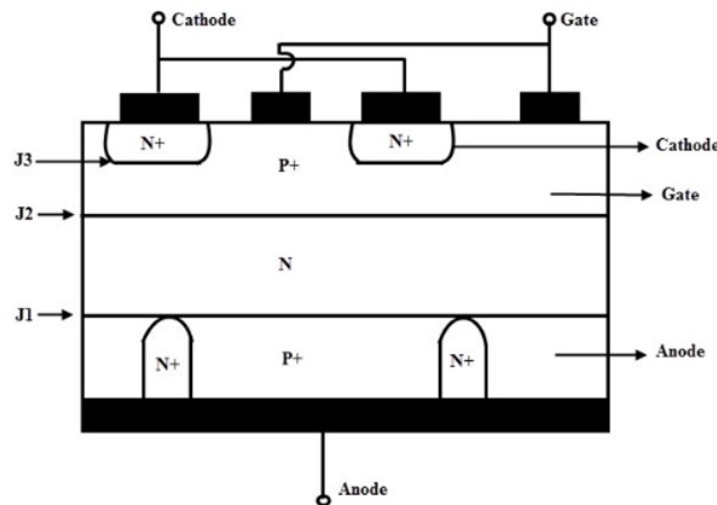 Cathode
Gate
N+
N+
Cathode
J3
P+
Gate
J2
N
J1
N+
P+
N+
Anode
Anode